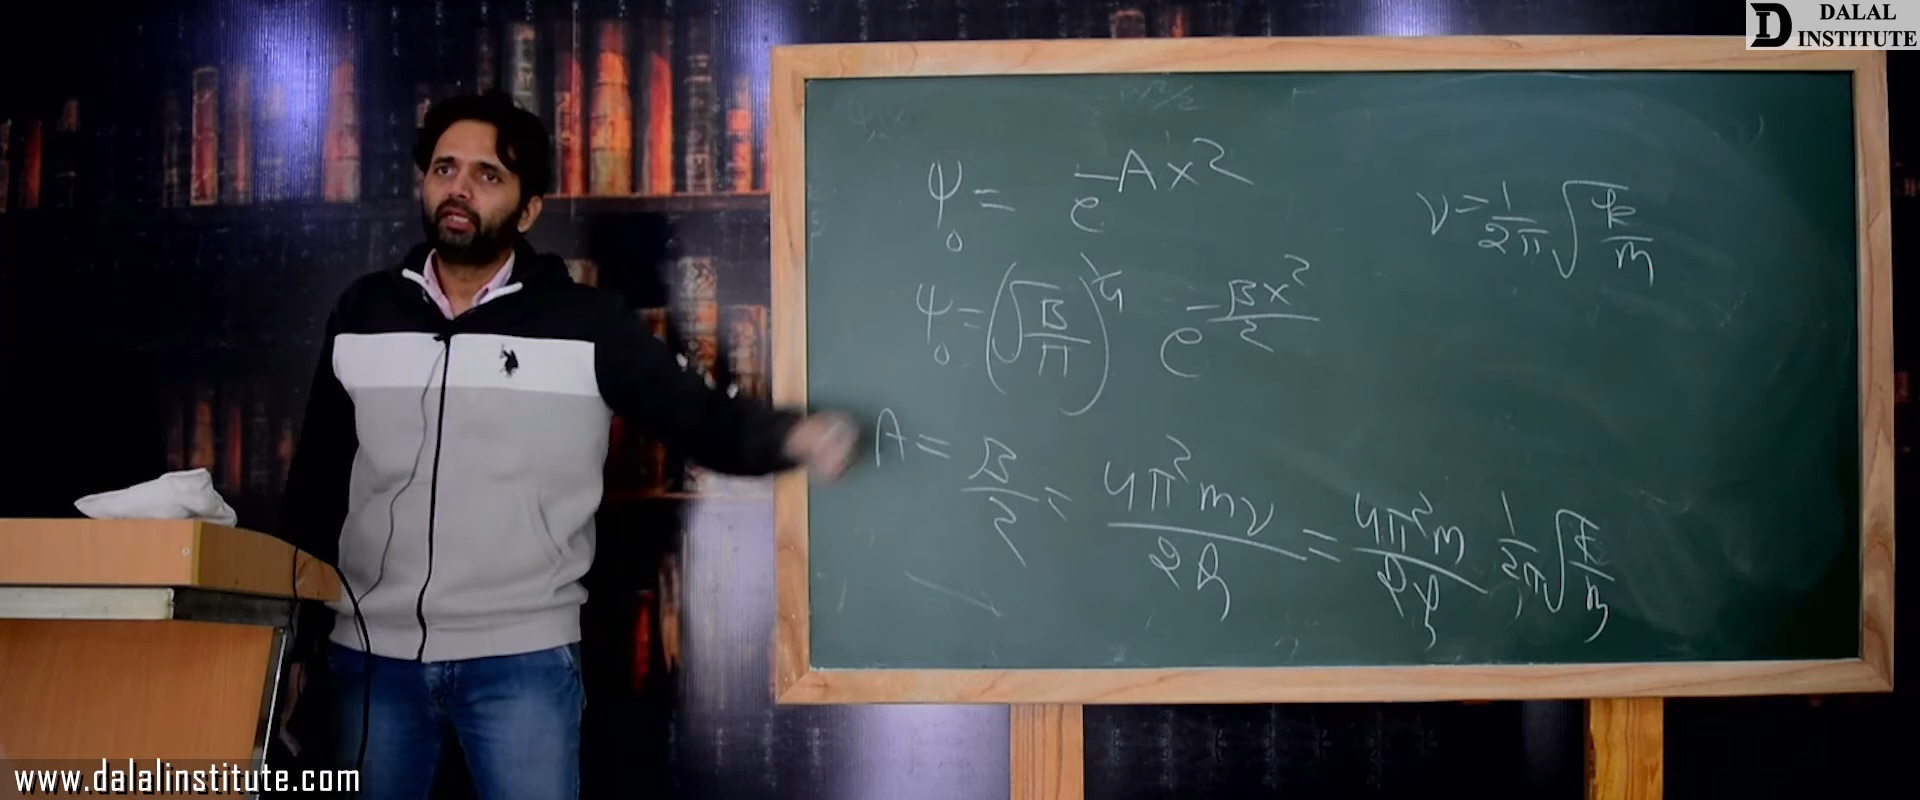 DALAL
INSTITUTE
ψ₀ = e^{-Ax²}
ν = 1/2π √(k/m)
ψ₀ = (√(β/π))^{1/4} e^{-βx²/2}
A = β/2 = 4π²mν/2h = 4π²m/2h 1/2π √(k/m)
www.dalalinstitute.com